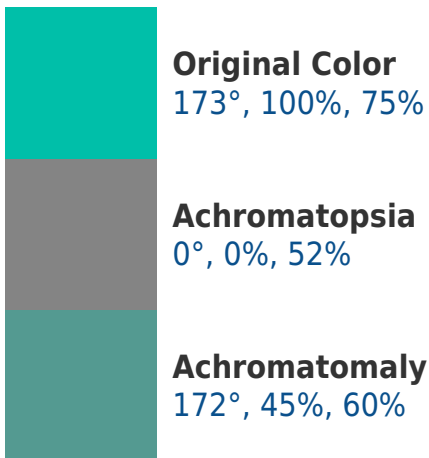 Original Color
173°, 100%, 75%
Achromatopsia
0°, 0%, 52%
Achromatomaly
172°, 45%, 60%